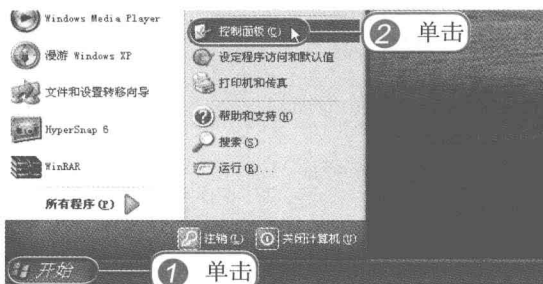 Windows Media Player
漫游 Windows XP
文件和设置转移向导
HyperSnap 6
WinRAR
所有程序(P)
控制面板(C)
2 单击
设定程序访问和默认值
打印机和传真
帮助和支持(H)
搜索(S)
运行(R)...
注销(L)
关闭计算机(U)
开始
1 单击